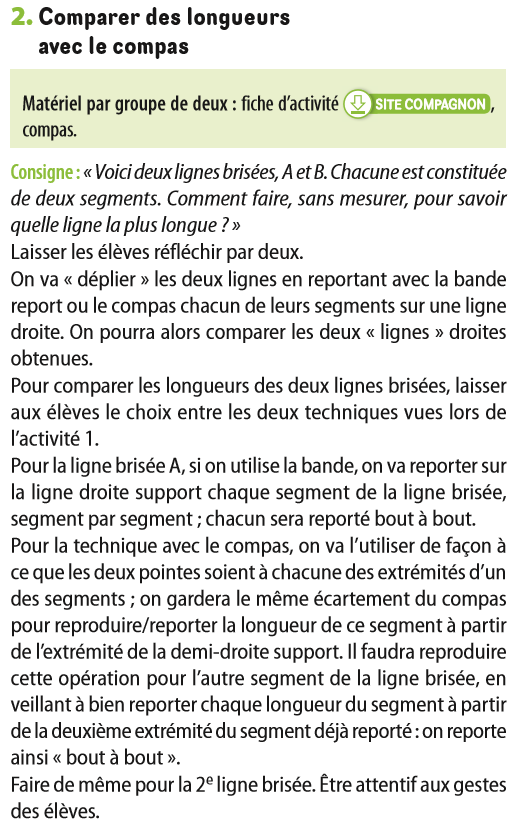 2. Comparer des longueurs
avec le compas
Matériel par groupe de deux : fiche d'activité SITE COMPAGNON ,
compas.
Consigne : « Voici deux lignes brisées, A et B. Chacune est constituée
de deux segments. Comment faire, sans mesurer, pour savoir
quelle ligne la plus longue ? »
Laisser les élèves réfléchir par deux.
On va « déplier » les deux lignes en reportant avec la bande
report ou le compas chacun de leurs segments sur une ligne
droite. On pourra alors comparer les deux « lignes » droites
obtenues.
Pour comparer les longueurs des deux lignes brisées, laisser
aux élèves le choix entre les deux techniques vues lors de
l'activité 1.
Pour la ligne brisée A, si on utilise la bande, on va reporter sur
la ligne droite support chaque segment de la ligne brisée,
segment par segment ; chacun sera reporté bout à bout.
Pour la technique avec le compas, on va l'utiliser de façon à
ce que les deux pointes soient à chacune des extrémités d'un
des segments ; on gardera le même écartement du compas
pour reproduire/reporter la longueur de ce segment à partir
de l'extrémité de la demi-droite support. Il faudra reproduire
cette opération pour l'autre segment de la ligne brisée, en
veillant à bien reporter chaque longueur du segment à partir
de la deuxième extrémité du segment déjà reporté : on reporte
ainsi « bout à bout ».
Faire de même pour la 2e ligne brisée. Être attentif aux gestes
des élèves.